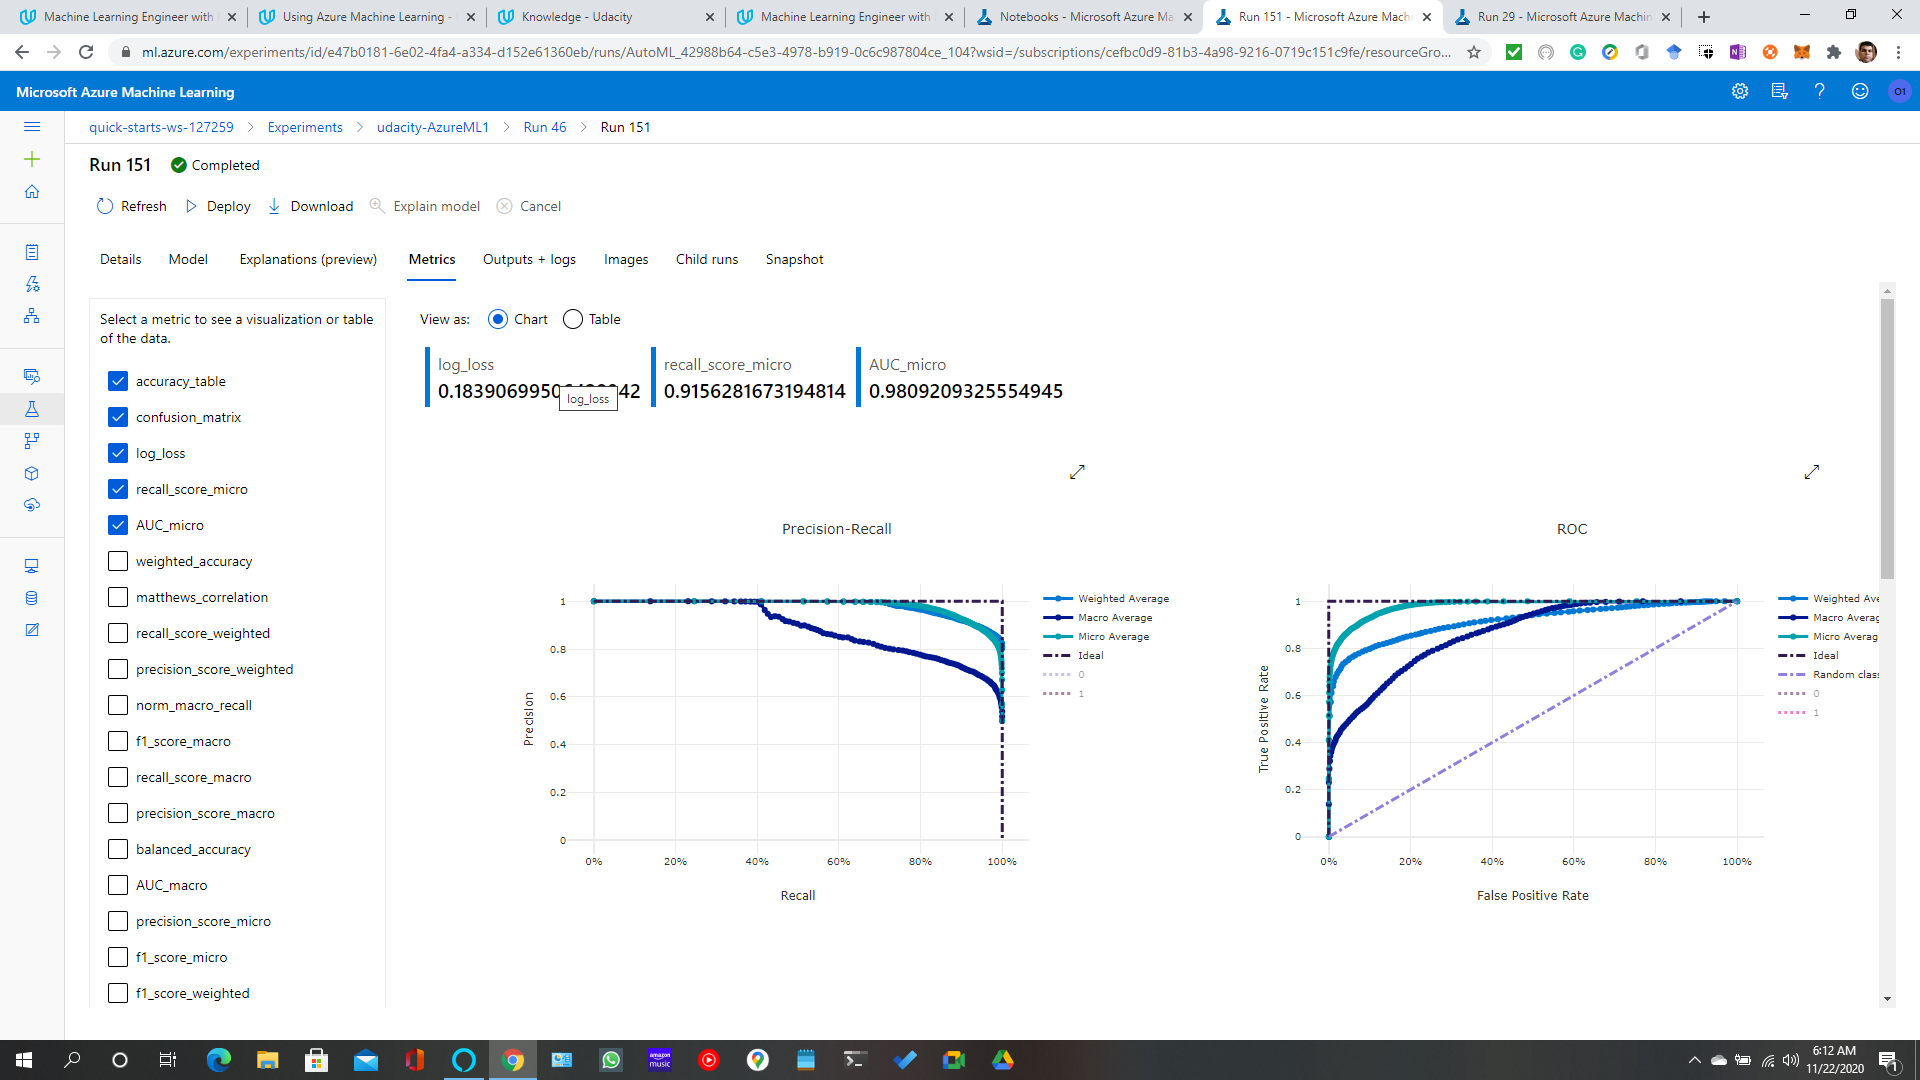 Machine Learning Engineer with
Using Azure Machine Learning -
Knowledge - Udacity
Machine Learning Engineer with
Notebooks - Microsoft Azure Ma
Run 151 - Microsoft Azure Machi
Run 29 - Microsoft Azure Machin
ml.azure.com/experiments/id/e47b0181-6e02-4fa4-a334-d152e61360eb/runs/AutoML_42988b64-c5e3-4978-b919-0c6c987804ce_104?wsid=/subscriptions/cefbc0d9-81b3-4a98-9216-0719c151c9fe/resourceGro...
Microsoft Azure Machine Learning
O1
quick-starts-ws-127259 > Experiments > udacity-AzureML1 > Run 46 > Run 151
Run 151 Completed
Refresh Deploy Download Explain model Cancel
Details Model Explanations (preview) Metrics Outputs + logs Images Child runs Snapshot
Select a metric to see a visualization or table
of the data.
accuracy_table
confusion_matrix
log_loss
recall_score_micro
AUC_micro
weighted_accuracy
matthews_correlation
recall_score_weighted
precision_score_weighted
norm_macro_recall
f1_score_macro
recall_score_macro
precision_score_macro
balanced_accuracy
AUC_macro
precision_score_micro
f1_score_micro
f1_score_weighted
View as: Chart Table
log_loss
log_loss
recall_score_micro
0.9156281673194814
AUC_micro
0.9809209325554945
Precision-Recall
Precision
1
0.8
0.6
0.4
0.2
0
0% 20% 40% 60% 80% 100%
Recall
Weighted Average
Macro Average
Micro Average
Ideal
0
1
ROC
True Positive Rate
1
0.8
0.6
0.4
0.2
0
0% 20% 40% 60% 80% 100%
False Positive Rate
Weighted Ave
Macro Averag
Micro Averag
Ideal
Random clas
0
1
amazon
music
6:12 AM
11/22/2020
1